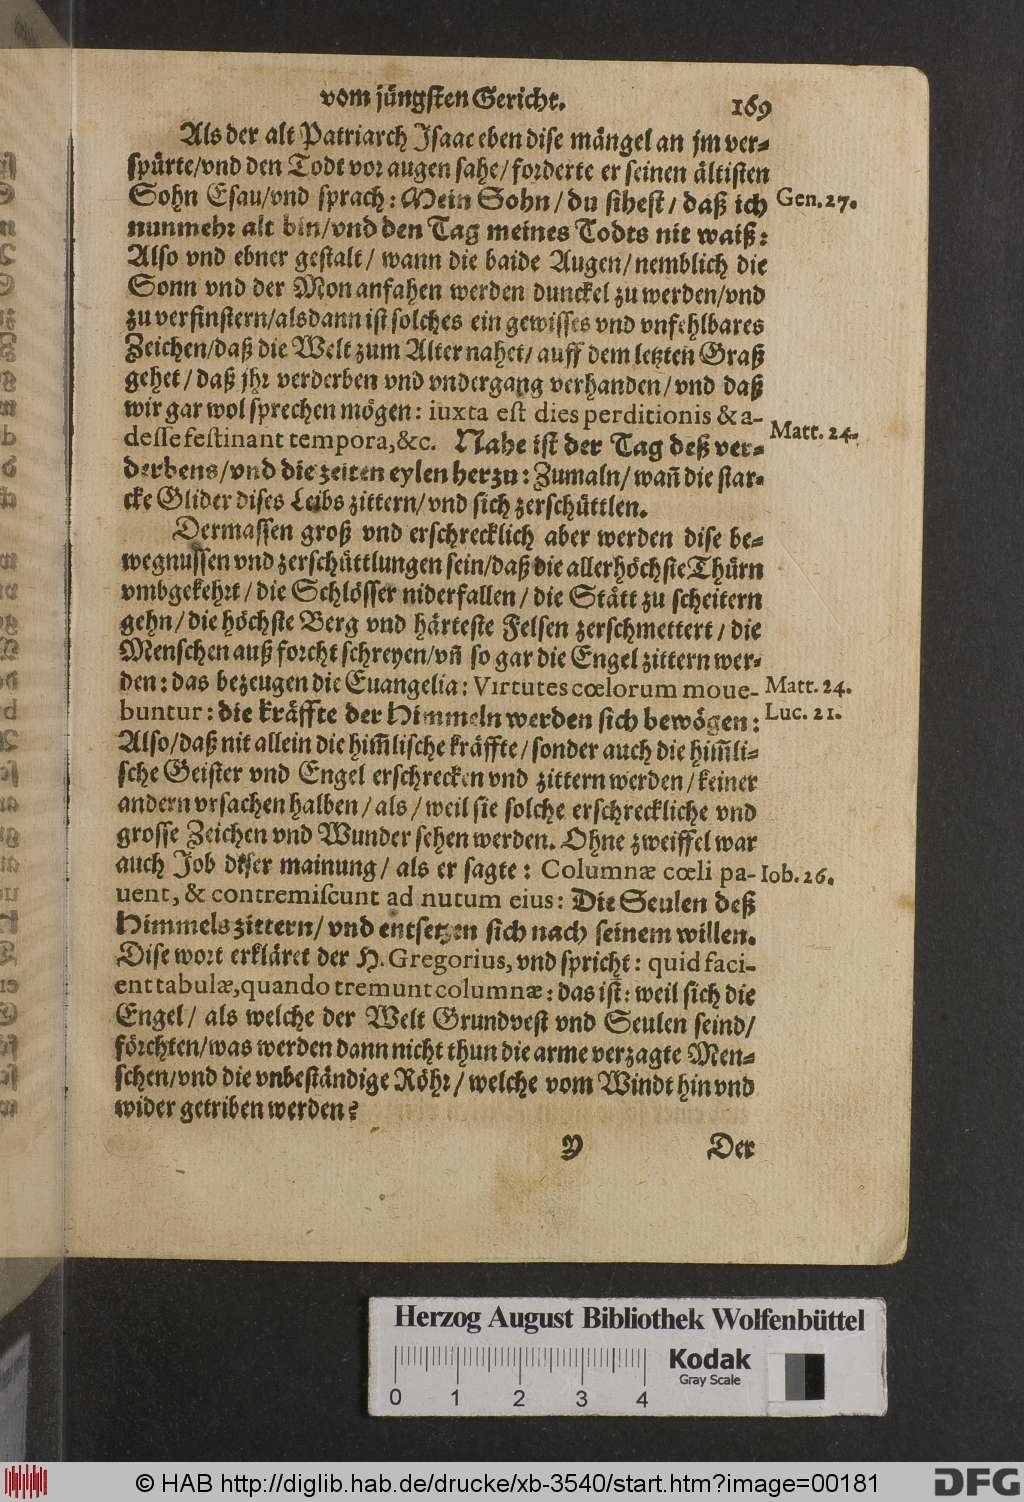 vom jüngsten Gericht. 169
Als der alt Patriarch Isaac eben dise mängel an jm ver-
spürte/vnd den Todt vor augen sahe/forderte er seinen ältisten
Sohn Esau/vnd sprach: Mein Sohn/du sihest/daß ich Gen.27.
nunmehr alt bin/vnd den Tag meines Todts nit waiß:
Also vnd ebner gestalt/wann die baide Augen/nemblich die
Sonn vnd der Mon anfahen werden dunckel zu werden/vnd
zu verfinstern/alsdann ist solches ein gewisses vnd vnfehlbares
Zeichen/daß die Welt zum Alter nahet/auff dem letzten Graß
gehet/daß jhr verderben vnd vndergang verhanden/vnd daß
wir gar wol sprechen mögen: iuxta est dies perditionis & a-
desse festinant tempora,&c. Nahe ist der Tag deß ver- Matt. 24.
derbens/vnd die zeiten eylen herzu: Zumaln/wañ die star-
cke Glider dises Leibs zittern/vnd sich zerschüttlen.
Dermassen groß vnd erschrecklich aber werden dise be-
wegnussen vnd zerschüttlungen sein/daß die allerhöchste Thürn
vmbgekehrt/die Schlösser niderfallen/die Stätt zu scheitern
gehn/die höchste Berg vnd härteste Felsen zerschmettert/die
Menschen auß forcht schreyen/vñ so gar die Engel zittern wer-
den: das bezeugen die Euangelia: Virtutes cœlorum moue- Matt. 24.
buntur: die kräffte der Himmeln werden sich bewögen: Luc. 21.
Also/daß nit allein die him̃lische kräffte/sonder auch die him̃li-
sche Geister vnd Engel erschrecken vnd zittern werden/keiner
andern vrsachen halben/als/weil sie solche erschreckliche vnd
grosse Zeichen vnd Wunder sehen werden. Ohne zweiffel war
auch Job diser mainung/als er sagte: Columnæ cœli pa- Iob. 26.
uent, & contremiscunt ad nutum eius: Die Seulen deß
Himmels zittern/vnd entsetzen sich nach seinem willen.
Dise wort erkläret der H. Gregorius, vnd spricht: quid faci-
ent tabulæ, quando tremunt columnæ: das ist: weil sich die
Engel/als welche der Welt Grundvest vnd Seulen seind/
förchten/was werden dann nicht thun die arme verzagte Men-
schen/vnd die vnbeständige Röhr/welche vom Windt hin vnd
wider getriben werden?
Y Der
Herzog August Bibliothek Wolfenbüttel
Kodak
Gray Scale
0 1 2 3 4
© HAB http://diglib.hab.de/drucke/xb-3540/start.htm?image=00181
DFG